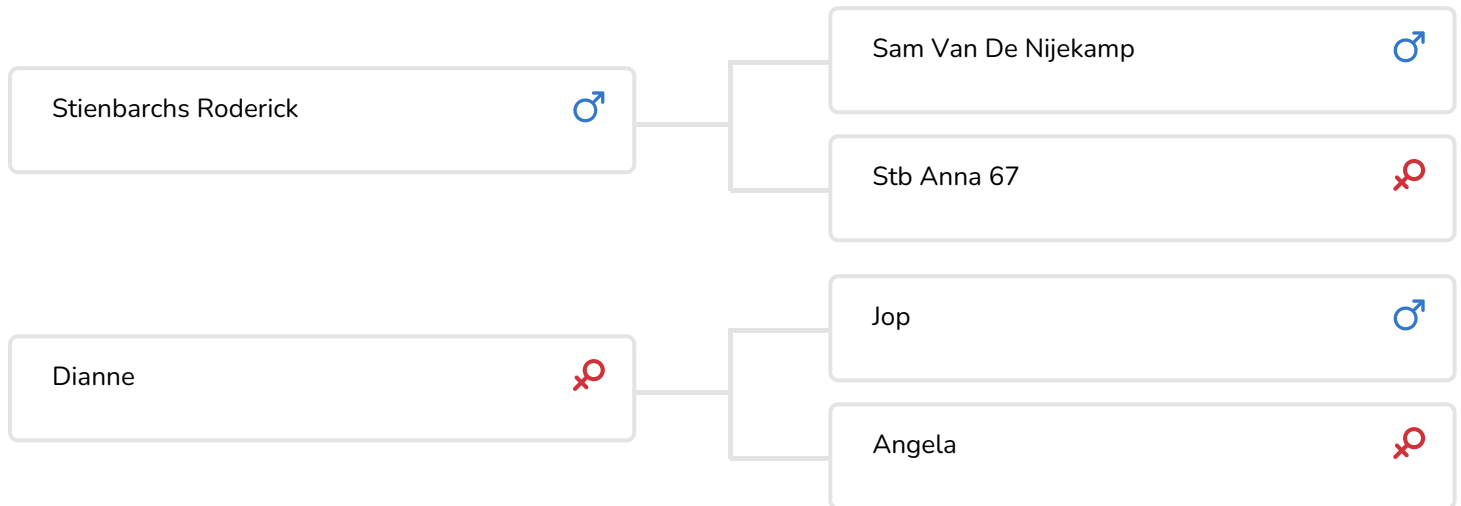 Sam Van De Nijekamp
Stienbarchs Roderick
Stb Anna 67
Jop
Dianne
Angela